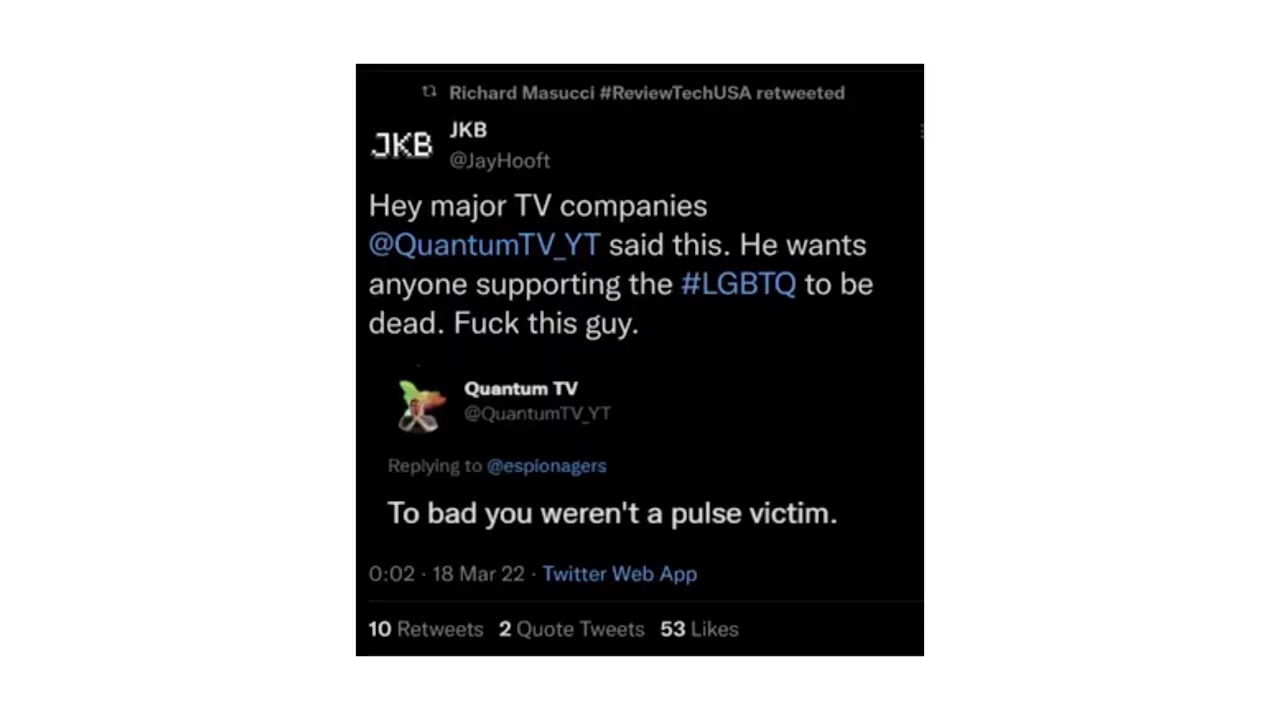 Richard Masucci #ReviewTechUSA retweeted
JKB
JKB
@JayHooft
Hey major TV companies
@QuantumTV_YT said this. He wants
anyone supporting the #LGBTQ to be
dead. Fuck this guy.
Quantum TV
@QuantumTV_YT
Replying to @espionagers
To bad you weren't a pulse victim.
0:02 · 18 Mar 22 · Twitter Web App
10 Retweets 2 Quote Tweets 53 Likes